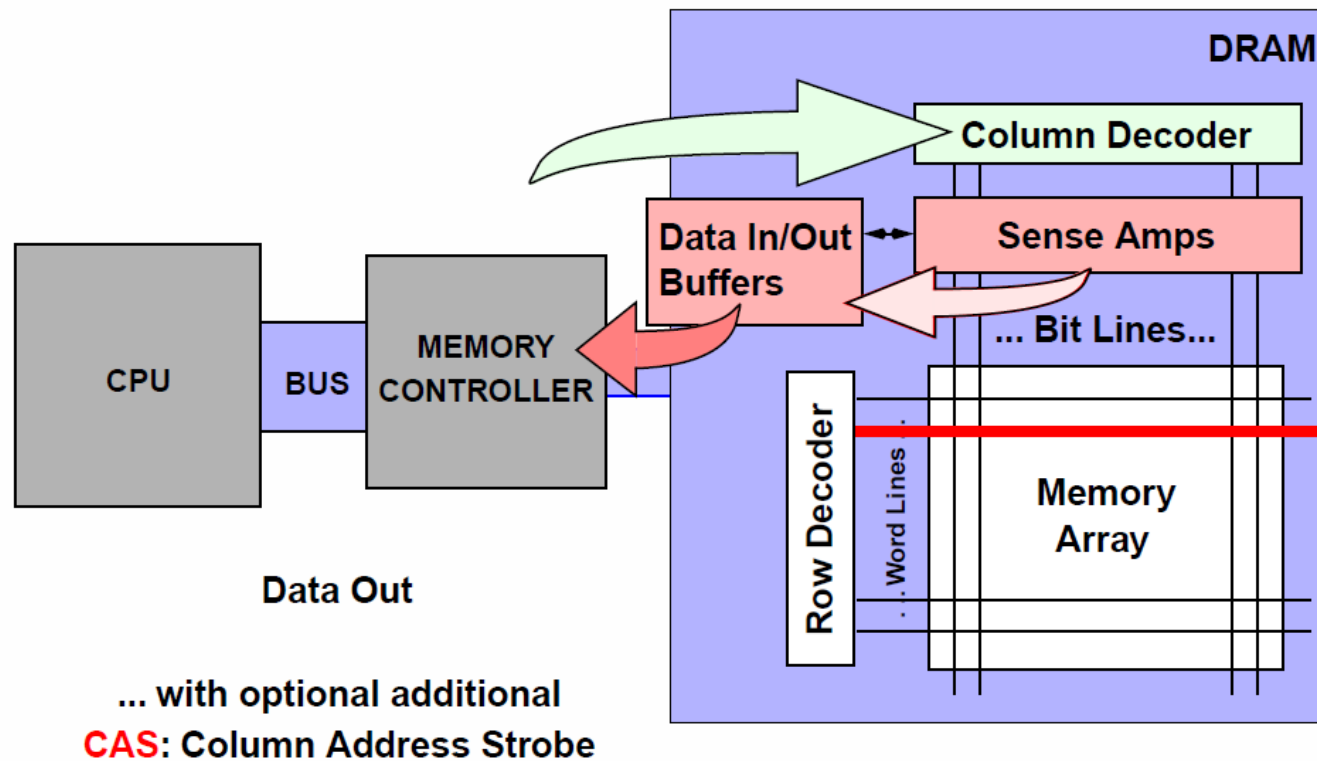 DRAM
Column Decoder
Data In/Out
Buffers
Sense Amps
... Bit Lines...
CPU
BUS
MEMORY
CONTROLLER
Row Decoder
... Word Lines ...
Memory
Array
Data Out
... with optional additional
CAS: Column Address Strobe